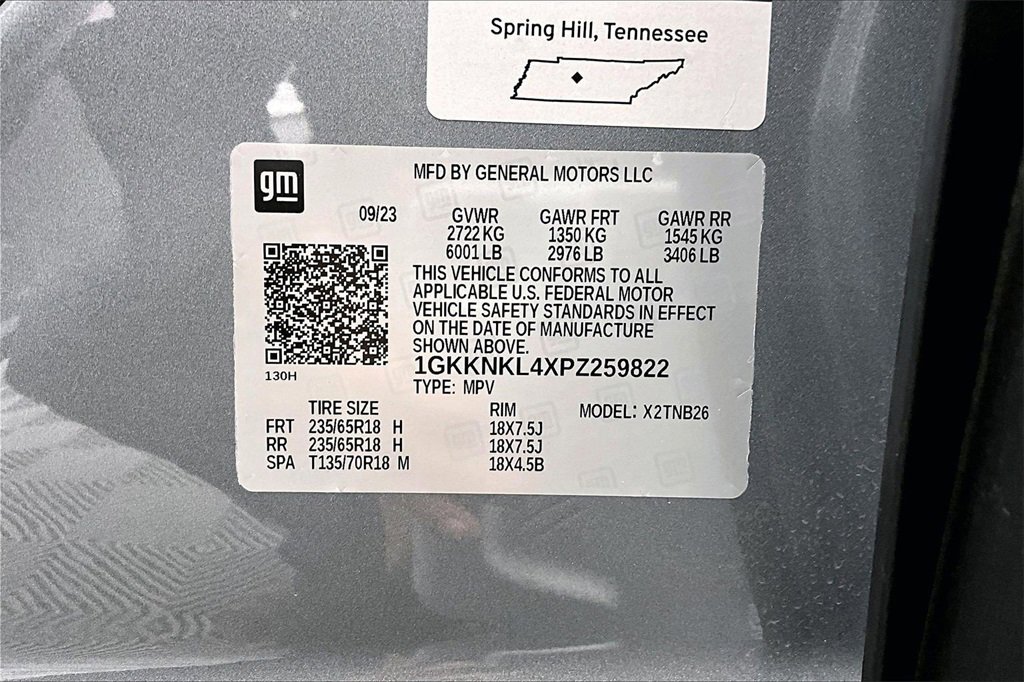 Spring Hill, Tennessee
gm
MFD BY GENERAL MOTORS LLC
09/23 GVWR GAWR FRT GAWR RR
2722 KG 1350 KG 1545 KG
6001 LB 2976 LB 3406 LB
THIS VEHICLE CONFORMS TO ALL
APPLICABLE U.S. FEDERAL MOTOR
VEHICLE SAFETY STANDARDS IN EFFECT
ON THE DATE OF MANUFACTURE
SHOWN ABOVE.
1GKKNKL4XPZ259822
130H
TYPE: MPV
TIRE SIZE RIM MODEL: X2TNB26
FRT 235/65R18 H 18X7.5J
RR 235/65R18 H 18X7.5J
SPA T135/70R18 M 18X4.5B